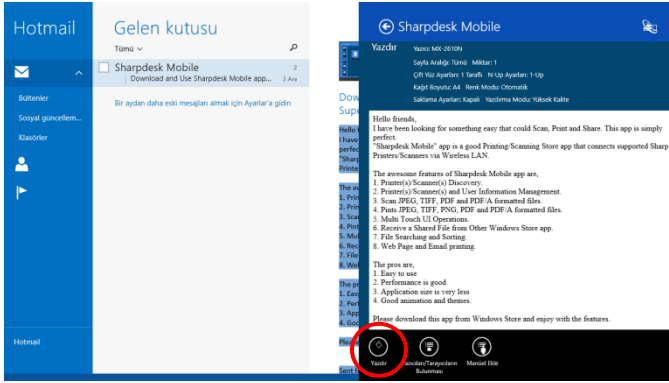 Hotmail
Bültenler
Sosyal güncellem...
Klasörler
Hotmail
Gelen kutusu
Tümü
Sharpdesk Mobile 2
Download and Use Sharpdesk Mobile app... 3 Ara
Bir aydan daha eski mesajları almak için Ayarlar'a gidin
Sharpdesk Mobile
Yazdır
Yazıcı: MX-2610N
Sayfa Aralığı: Tümü Miktar: 1
Çift Yüz Ayarları: 1 Taraflı N-Up Ayarları: 1-Up
Kağıt Boyutu: A4 Renk Modu: Otomatik
Saklama Ayarları: Kapalı Yazdırma Modu: Yüksek Kalite
Hello friends,
I have been looking for something easy that could Scan, Print and Share. This app is simply
perfect.
"Sharpdesk Mobile" app is a good Printing/Scanning Store app that connects supported Sharp
Printers/Scanners via Wireless LAN.
The awesome features of Sharpdesk Mobile app are,
1. Printer(s)/Scanner(s) Discovery.
2. Printer(s)/Scanner(s) and User Information Management.
3. Scan JPEG, TIFF, PDF and PDF/A formatted files.
4. Pints JPEG, TIFF, PNG, PDF and PDF/A formatted files.
5. Multi Touch UI Operations.
6. Receive a Shared File from Other Windows Store app.
7. File Searching and Sorting.
8. Web Page and Email printing.
The pros are,
1. Easy to use
2. Performance is good
3. Application size is very less
4. Good animation and themes.
Please download this app from Windows Store and enjoy with the features.
Yazdır
Yazıcıları/Tarayıcıların
Bulunması
Manüel Ekle